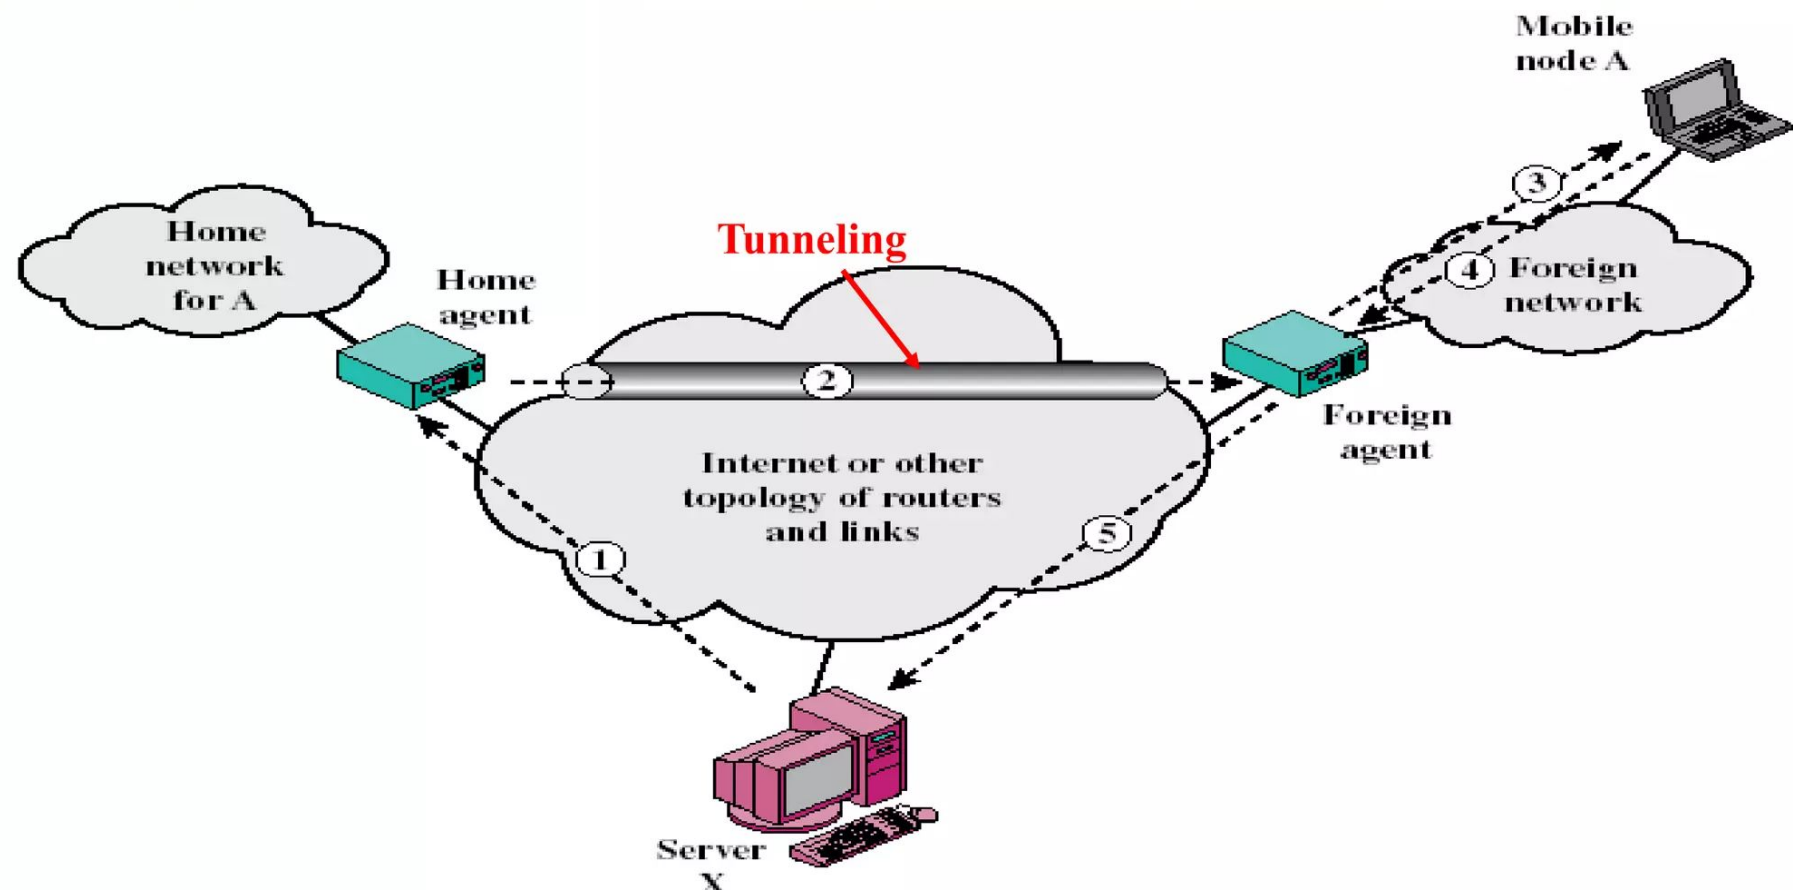 Mobile
node A
Home
network
for A
Home
agent
Tunneling
3
4
Foreign
network
2
Foreign
agent
Internet or other
topology of routers
and links
1
5
Server
X